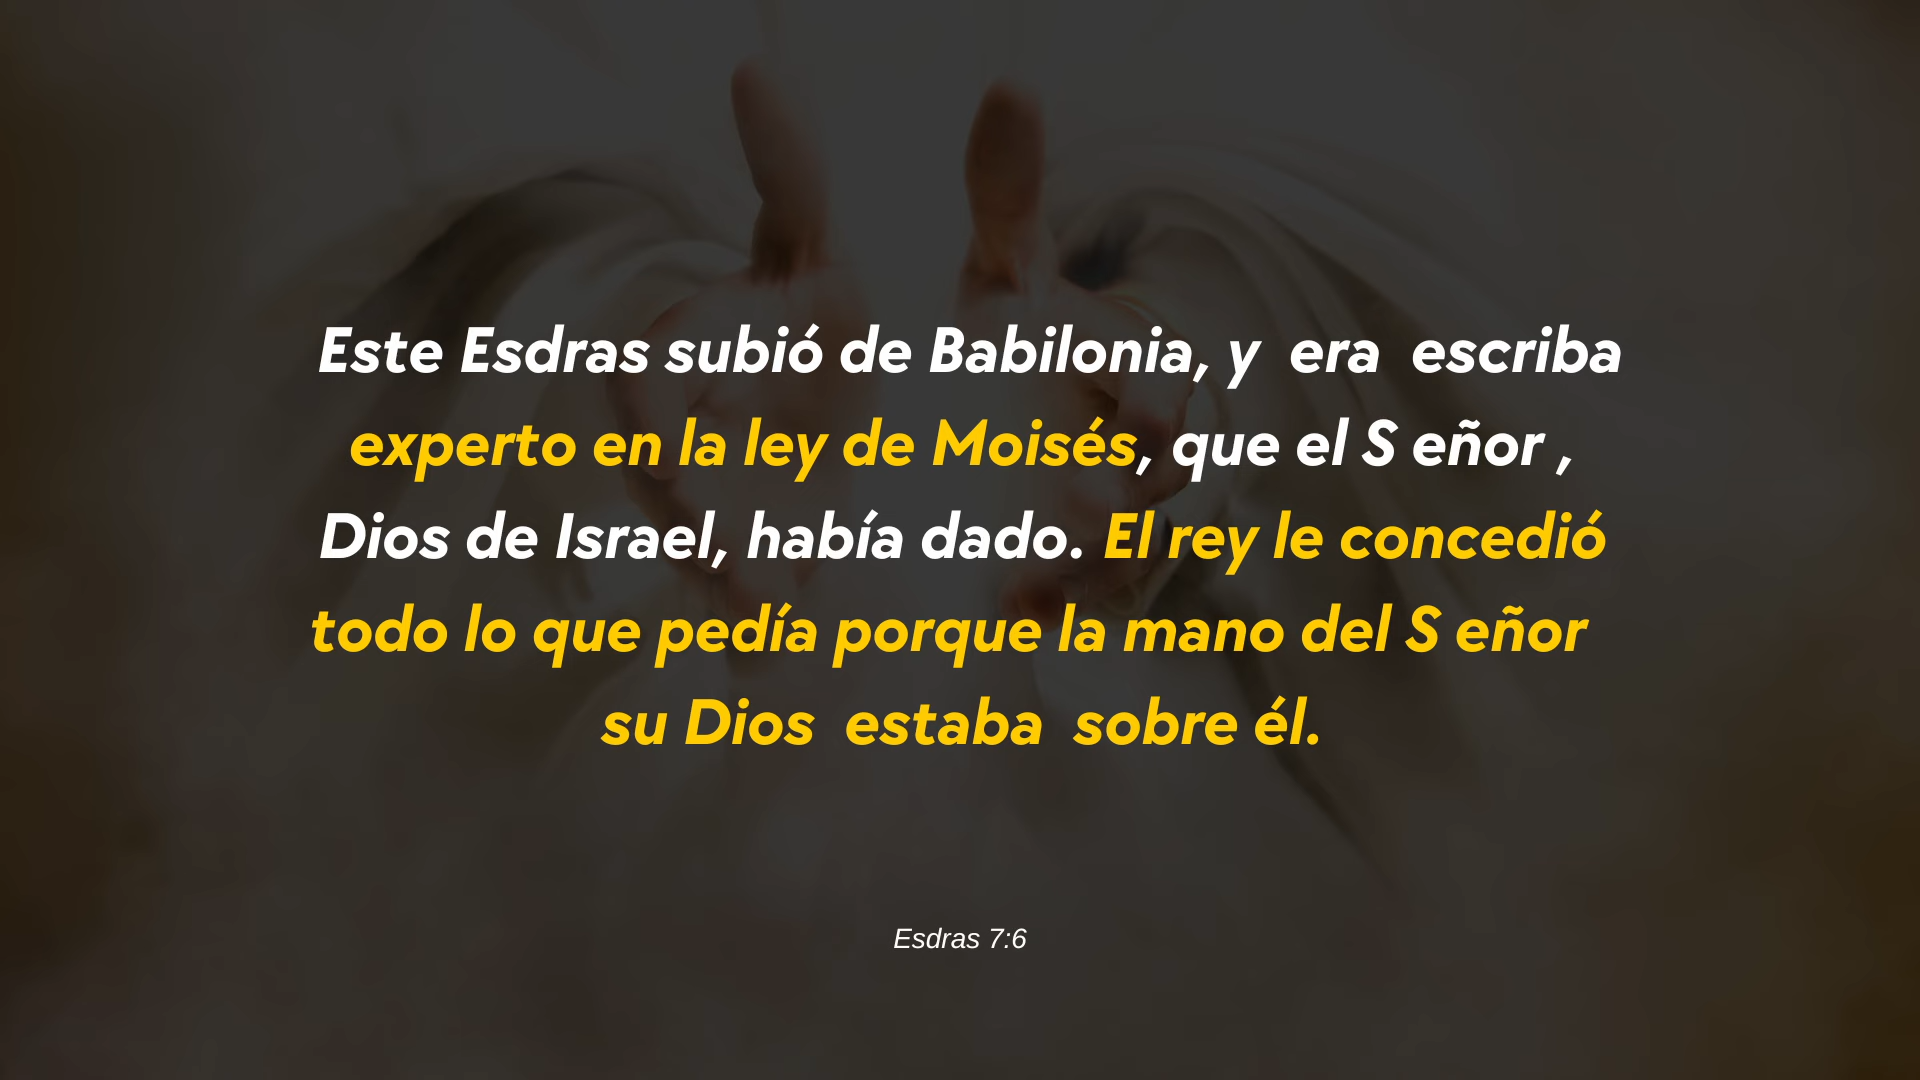 Este Esdras subió de Babilonia, y  era  escriba
experto en la ley de Moisés, que el S eñor ,
Dios de Israel, había dado. El rey le concedió
todo lo que pedía porque la mano del S eñor
su Dios  estaba  sobre él.
Esdras 7:6